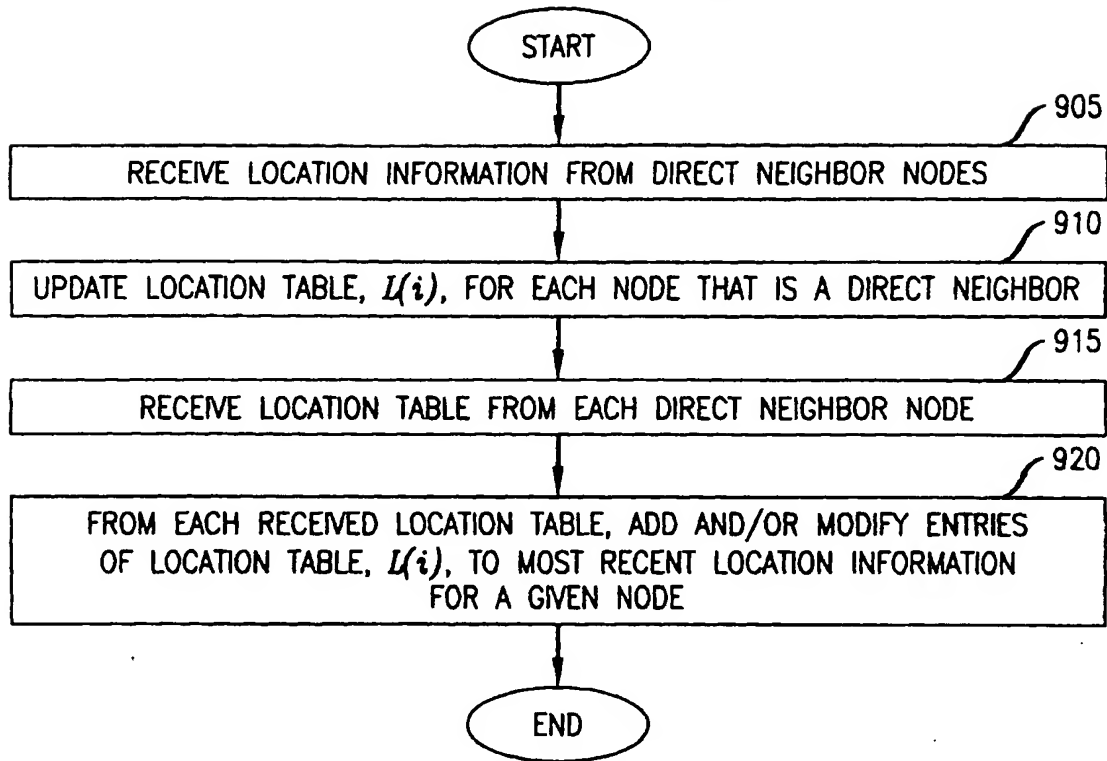 START
905
RECEIVE LOCATION INFORMATION FROM DIRECT NEIGHBOR NODES
910
UPDATE LOCATION TABLE, L(i), FOR EACH NODE THAT IS A DIRECT NEIGHBOR
915
RECEIVE LOCATION TABLE FROM EACH DIRECT NEIGHBOR NODE
920
FROM EACH RECEIVED LOCATION TABLE, ADD AND/OR MODIFY ENTRIES
OF LOCATION TABLE, L(i), TO MOST RECENT LOCATION INFORMATION
FOR A GIVEN NODE
END